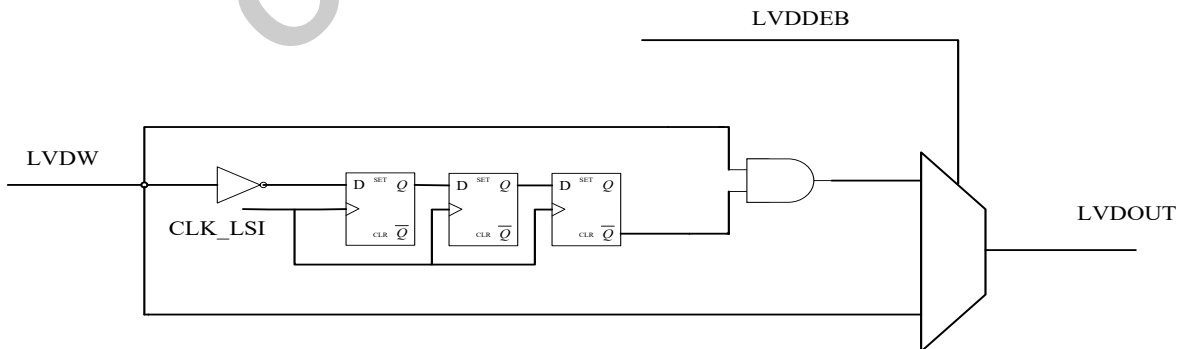 LVDDEB
LVDW
D SET Q
D SET Q
D SET Q
CLK_LSI
CLR Q̅
CLR Q̅
CLR Q̅
LVDOUT